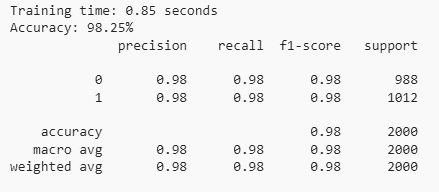 Training time: 0.85 seconds
Accuracy: 98.25%
precision recall f1-score support
0 0.98 0.98 0.98 988
1 0.98 0.98 0.98 1012
accuracy 0.98 2000
macro avg 0.98 0.98 0.98 2000
weighted avg 0.98 0.98 0.98 2000